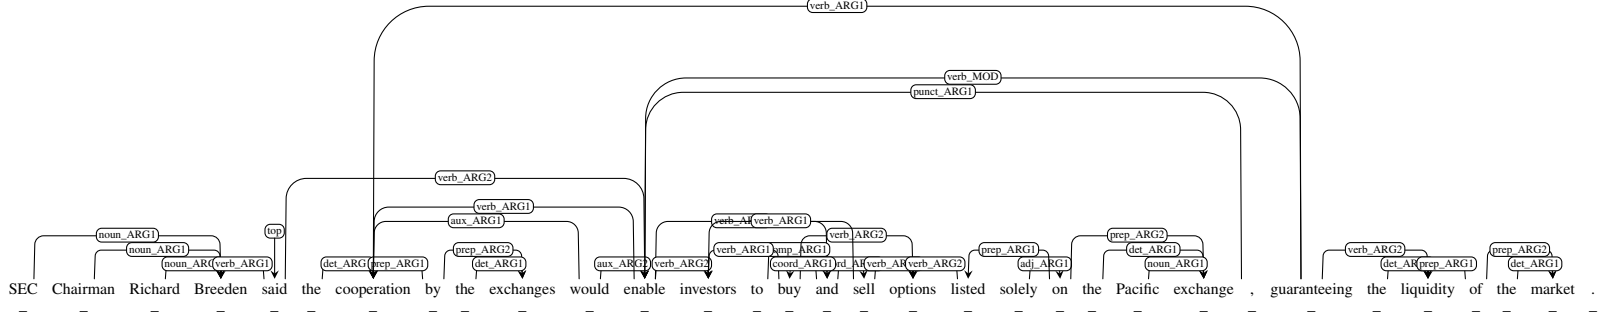 verb_ARG1
verb_MOD
punct_ARG1
verb_ARG2
verb_ARG1
aux_ARG1 verb_ARG1
noun_ARG1 top verb_ARG2
noun_ARG1 prep_ARG2 verb_ARG1 prep_ARG1 prep_ARG2 det_ARG1 verb_ARG2 prep_ARG2
verb_ARG1 prep_ARG1 det_ARG1 aux_ARG2 verb_ARG2 coord_ARG1 verb_ARG2 adj_ARG1 noun_ARG1 prep_ARG1 det_ARG1
SEC Chairman Richard Breeden said the cooperation by the exchanges would enable investors to buy and sell options listed solely on the Pacific exchange , guaranteeing the liquidity of the market .
_ _ _ _ _ _ _ _ _ _ _ _ _ _ _ _ _ _ _ _ _ _ _ _ _ _ _ _ _ _ _ _